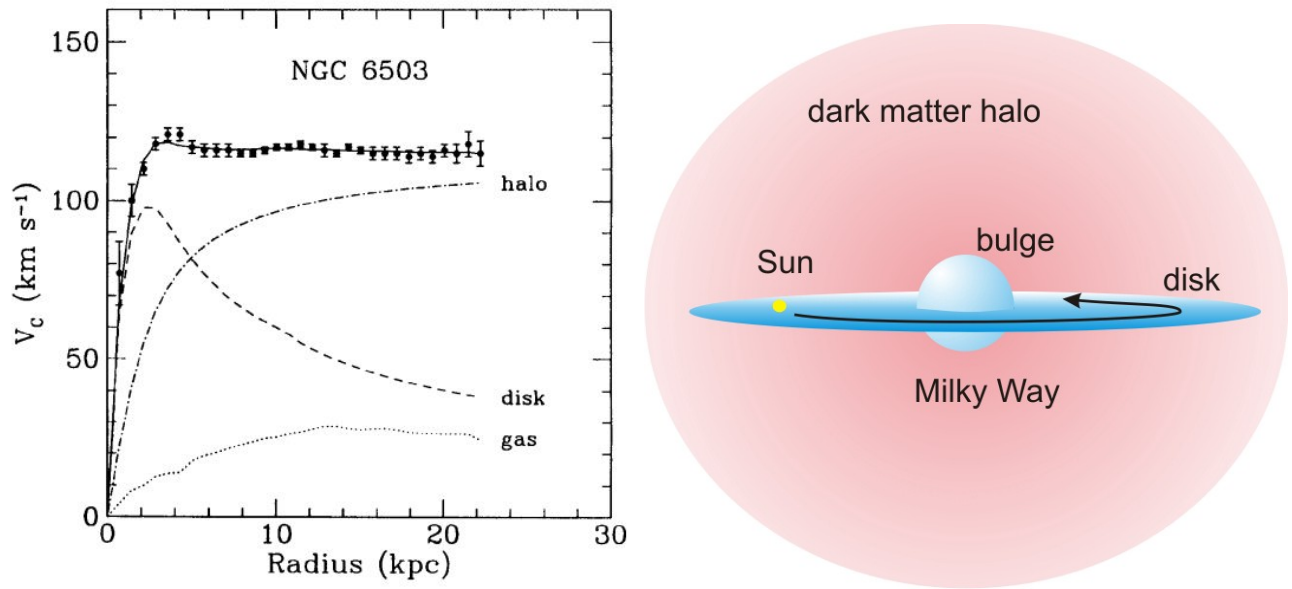 150
NGC 6503
100
halo
V_c (km s⁻¹)
50
disk
gas
0
0
10
20
30
Radius (kpc)
dark matter halo
bulge
Sun
disk
Milky Way